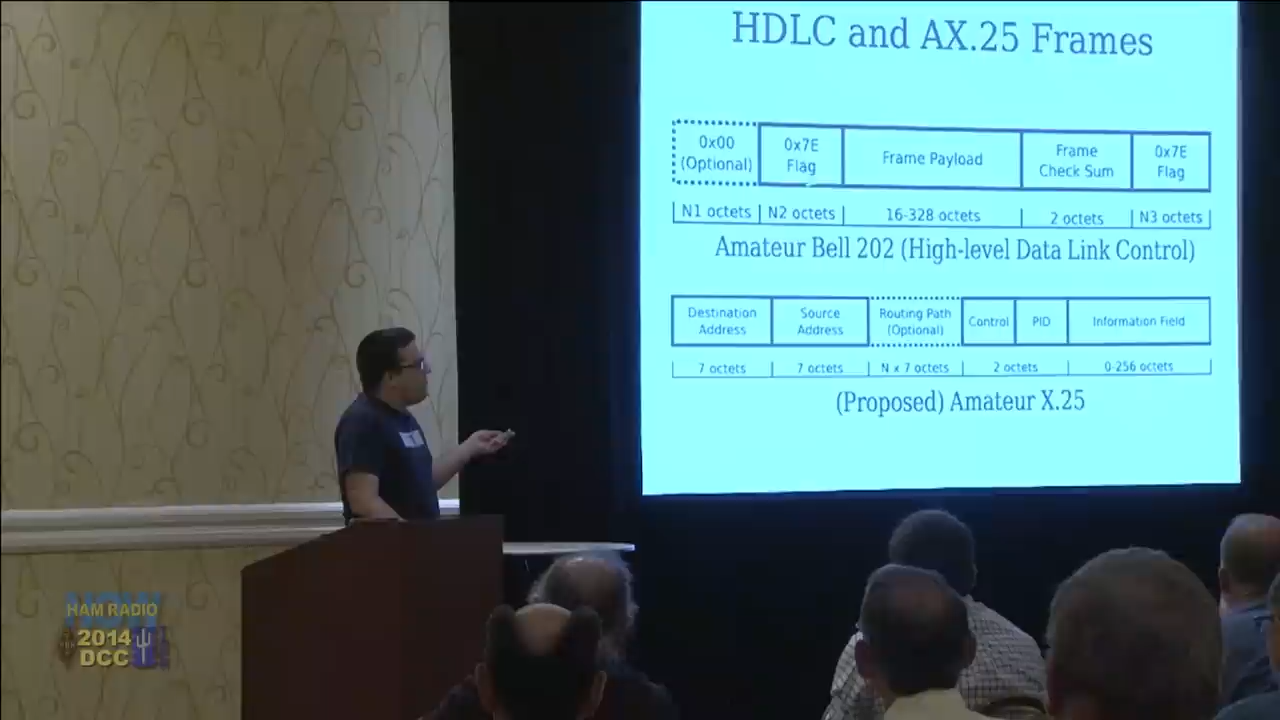 HDLC and AX.25 Frames
0x00
(Optional)
0x7E
Flag
Frame Payload
Frame
Check Sum
0x7E
Flag
N1 octets
N2 octets
16-328 octets
2 octets
N3 octets
Amateur Bell 202 (High-level Data Link Control)
Destination
Address
Source
Address
Routing Path
(Optional)
Control
PID
Information Field
7 octets
7 octets
N x 7 octets
2 octets
0-256 octets
(Proposed) Amateur X.25
HAM RADIO
NOW
2014
DCC